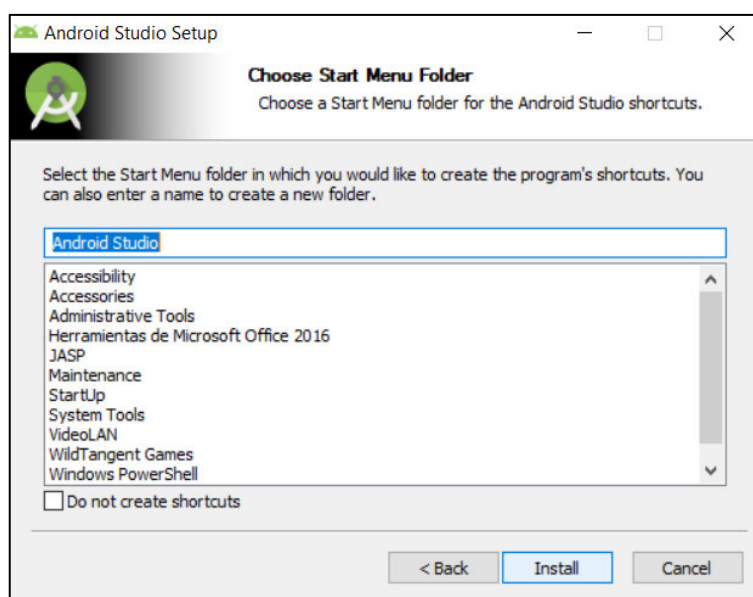 Android Studio Setup
Choose Start Menu Folder
Choose a Start Menu folder for the Android Studio shortcuts.
Select the Start Menu folder in which you would like to create the program's shortcuts. You
can also enter a name to create a new folder.
Android Studio
Accessibility
Accessories
Administrative Tools
Herramientas de Microsoft Office 2016
JASP
Maintenance
StartUp
System Tools
VideoLAN
WildTangent Games
Windows PowerShell
Do not create shortcuts
< Back
Install
Cancel